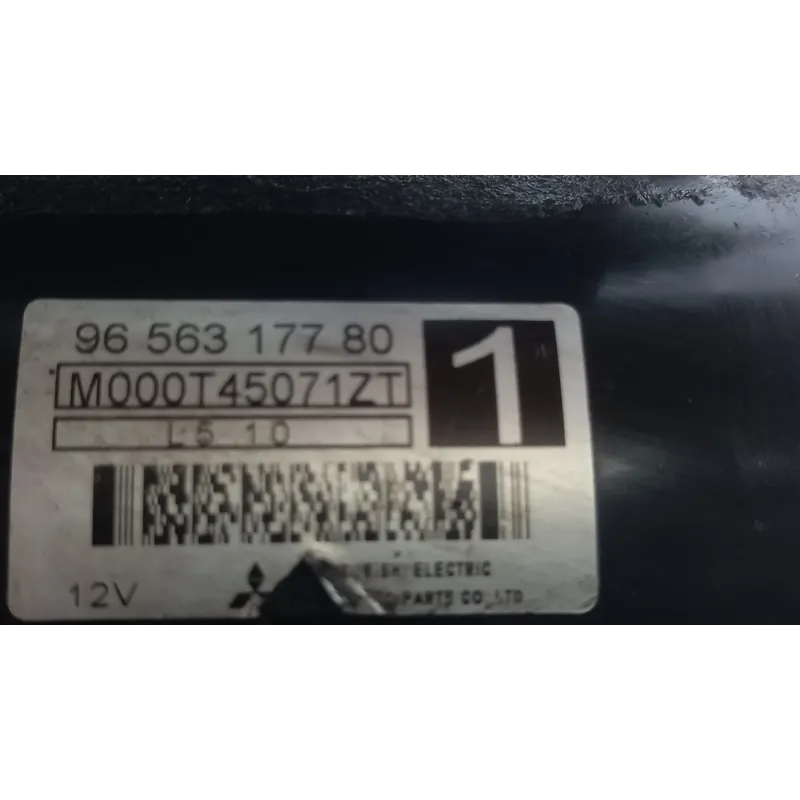 96 563 177 80
1
M000T45071ZT
L5 10
12V
ELECTRIC
PARTS CO LTD